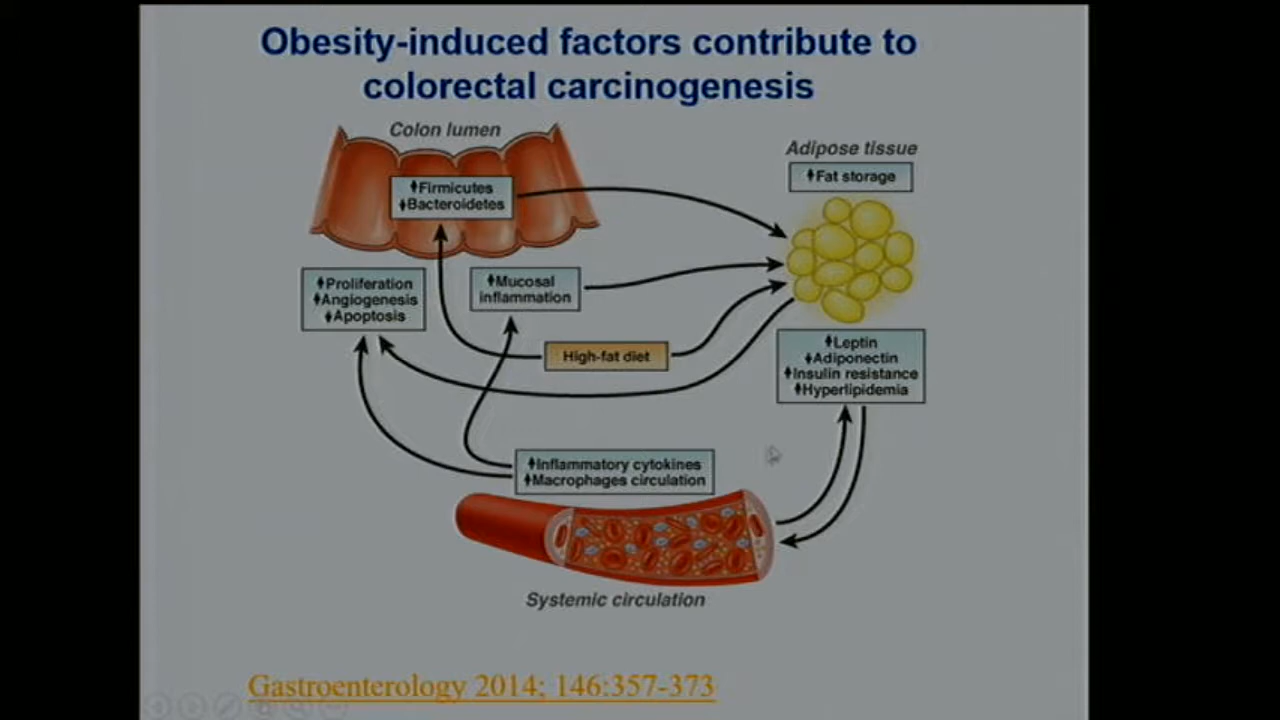 Obesity-induced factors contribute to
colorectal carcinogenesis
Colon lumen
Adipose tissue
↑Fat storage
↑Firmicutes
↓Bacteroidetes
↑Proliferation
↑Angiogenesis
↓Apoptosis
↑Mucosal
inflammation
High-fat diet
↑Leptin
↓Adiponectin
↑Insulin resistance
↑Hyperlipidemia
↑Inflammatory cytokines
↑Macrophages circulation
Systemic circulation
Gastroenterology 2014; 146:357-373